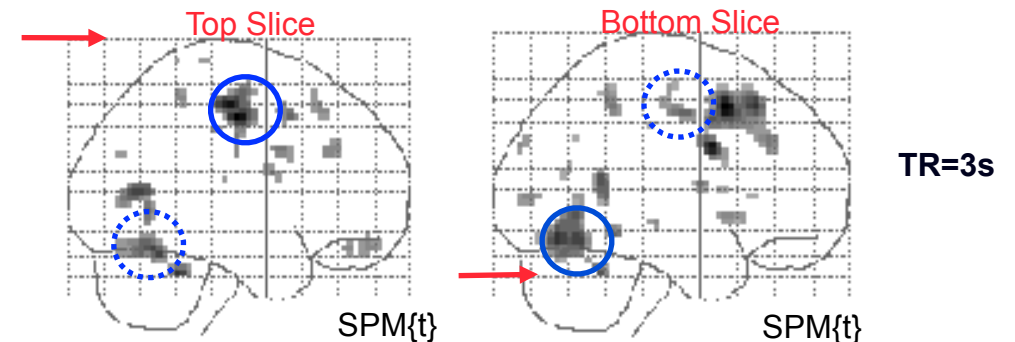 Top Slice
Bottom Slice
TR=3s
SPM{t}
SPM{t}